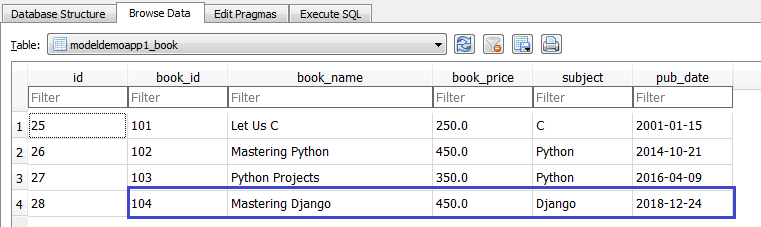 Database Structure Browse Data Edit Pragmas Execute SQL
Table: modeldemoapp1_book
id book_id book_name book_price subject pub_date
Filter Filter Filter Filter Filter Filter
1 25 101 Let Us C 250.0 C 2001-01-15
2 26 102 Mastering Python 450.0 Python 2014-10-21
3 27 103 Python Projects 350.0 Python 2016-04-09
4 28 104 Mastering Django 450.0 Django 2018-12-24